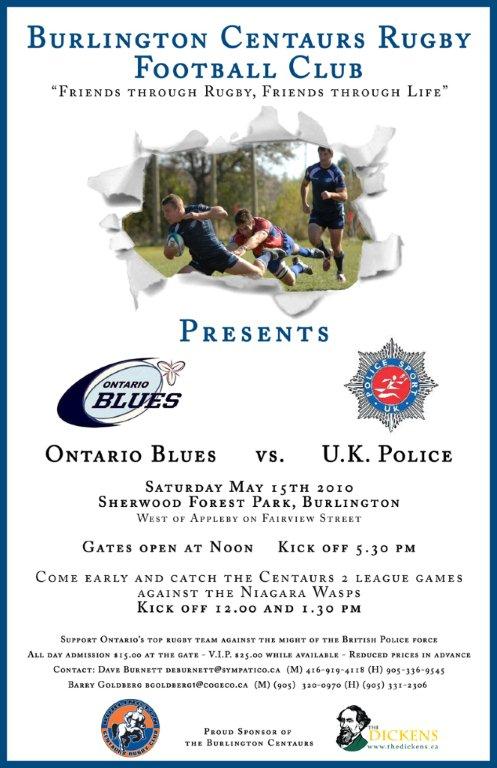 Burlington Centaurs Rugby
Football Club
"Friends through Rugby, Friends through Life"
Presents
ONTARIO
BLUES
POLICE SPORT
UK
Ontario Blues vs. U.K. Police
Saturday May 15th 2010
Sherwood Forest Park, Burlington
West of Appleby on Fairview Street
Gates open at Noon Kick off 5.30 pm
Come early and catch the Centaurs 2 league games
against the Niagara Wasps
Kick off 12.00 and 1.30 pm
Support Ontario's top rugby team against the might of the British Police force
All day admission $15.00 at the gate - V.I.P. $25.00 while available - Reduced prices in advance
Contact: Dave Burnett deburnett@sympatico.ca (M) 416-919-4118 (H) 905-336-9545
Barry Goldberg bgoldberg1@cogeco.ca (M) (905) 320-0970 (H) (905) 331-2306
Proud Sponsor of
the Burlington Centaurs
THE
DICKENS
www.thedickens.ca